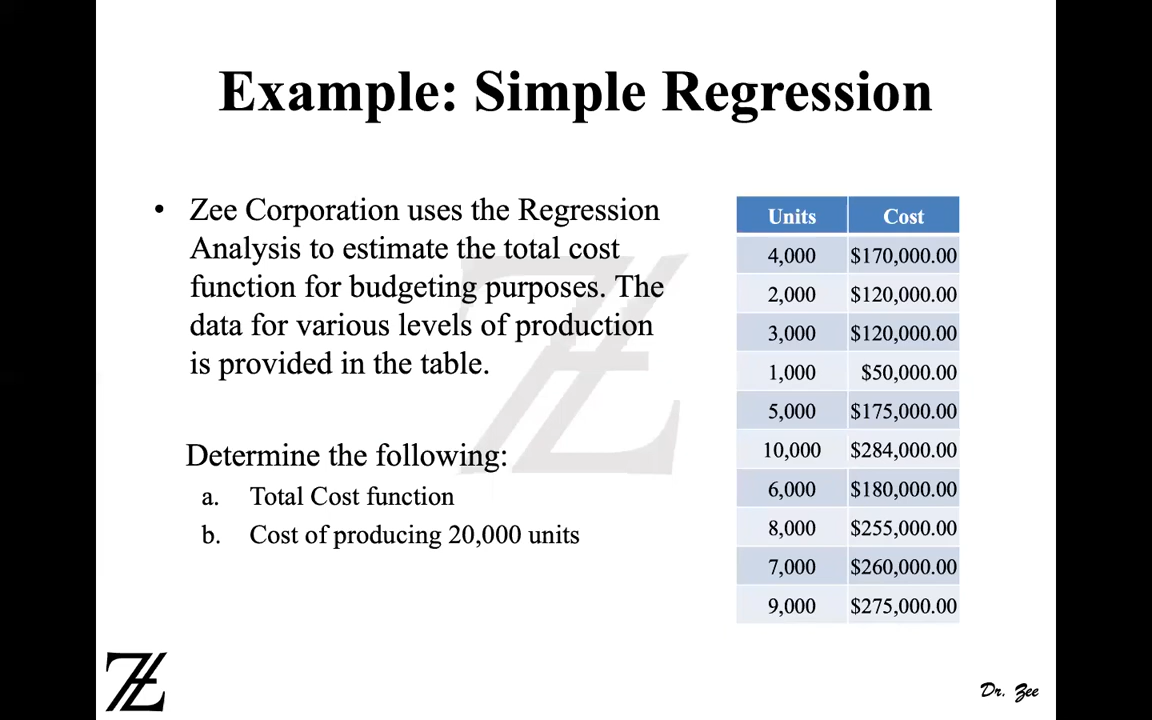 Example: Simple Regression
• Zee Corporation uses the Regression
Analysis to estimate the total cost
function for budgeting purposes. The
data for various levels of production
is provided in the table.
Determine the following:
a. Total Cost function
b. Cost of producing 20,000 units
Units Cost
4,000 $170,000.00
2,000 $120,000.00
3,000 $120,000.00
1,000 $50,000.00
5,000 $175,000.00
10,000 $284,000.00
6,000 $180,000.00
8,000 $255,000.00
7,000 $260,000.00
9,000 $275,000.00
Dr. Zee